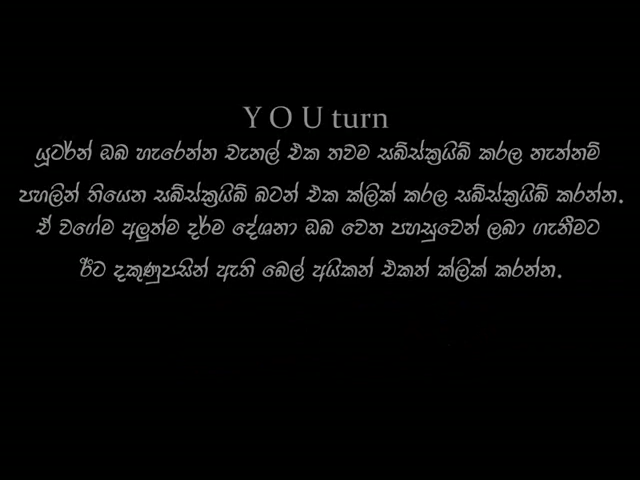 Y O U turn
යූටර්න් ඔබ හැරෙන්න චැනල් එක තවම සබ්ස්ක්‍රයිබ් කරල නැත්නම්
පහලින් තියෙන සබ්ස්ක්‍රයිබ් බටන් එක ක්ලික් කරල සබ්ස්ක්‍රයිබ් කරන්න.
ඒ වගේම අලුත්ම දර්ම දේශනා ඔබ වෙත පහසුවෙන් ලබා ගැනීමට
ඊට දකුණුපසින් ඇති බෙල් අයිකන් එකත් ක්ලික් කරන්න.